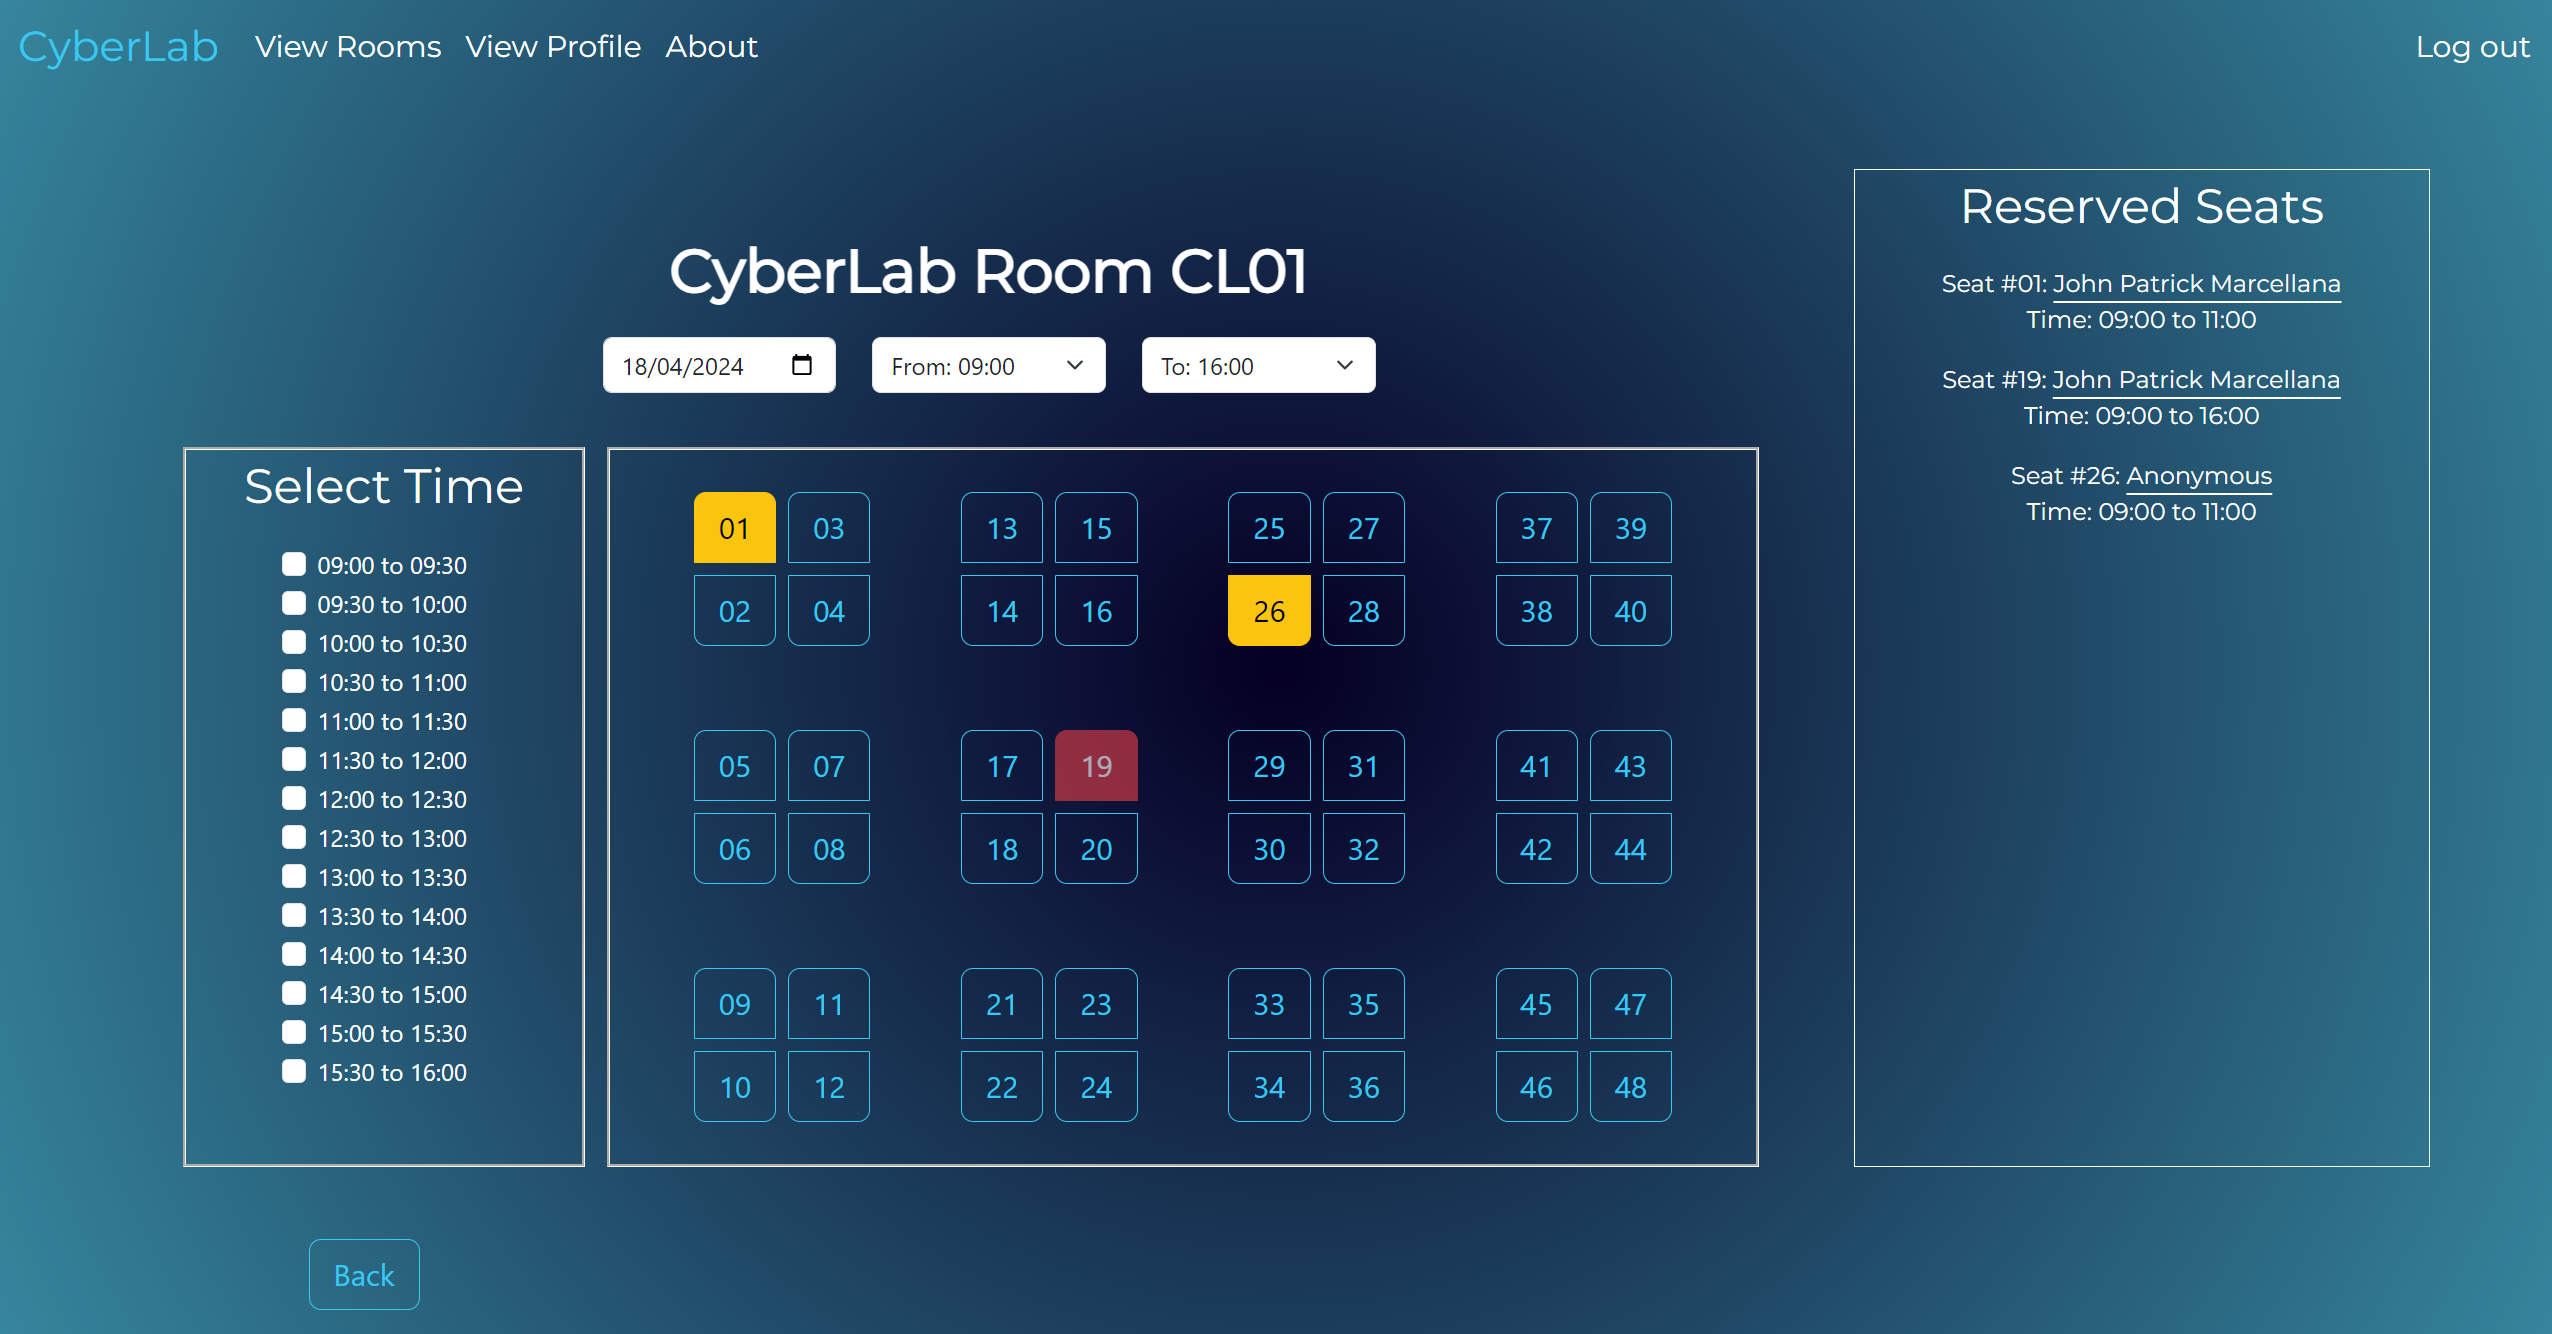 CyberLab View Rooms View Profile About Log out
CyberLab Room CL01
18/04/2024 From: 09:00 To: 16:00
Select Time
09:00 to 09:30
09:30 to 10:00
10:00 to 10:30
10:30 to 11:00
11:00 to 11:30
11:30 to 12:00
12:00 to 12:30
12:30 to 13:00
13:00 to 13:30
13:30 to 14:00
14:00 to 14:30
14:30 to 15:00
15:00 to 15:30
15:30 to 16:00
01 03 13 15 25 27 37 39
02 04 14 16 26 28 38 40
05 07 17 19 29 31 41 43
06 08 18 20 30 32 42 44
09 11 21 23 33 35 45 47
10 12 22 24 34 36 46 48
Reserved Seats
Seat #01: John Patrick Marcellana
Time: 09:00 to 11:00
Seat #19: John Patrick Marcellana
Time: 09:00 to 16:00
Seat #26: Anonymous
Time: 09:00 to 11:00
Back